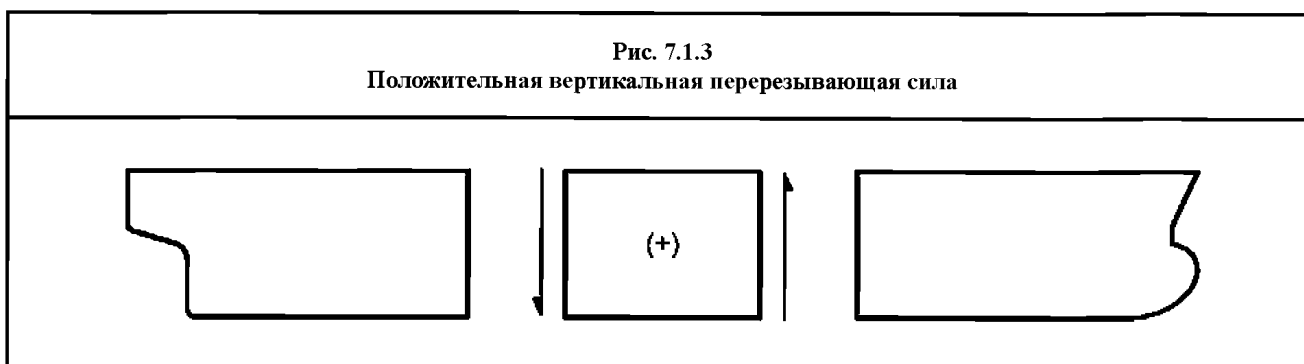 Рис. 7.1.3
Положительная вертикальная перерезывающая сила
(+)